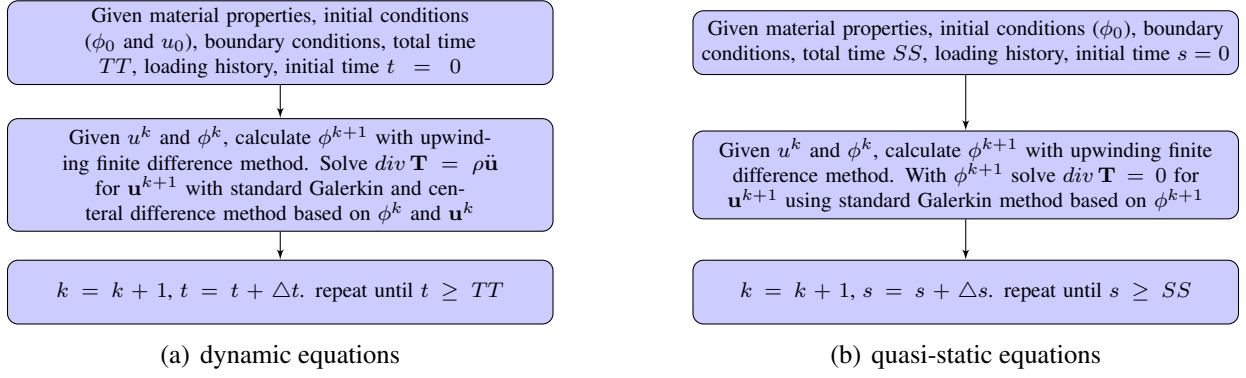 Given material properties, initial conditions
(ϕ₀ and u₀), boundary conditions, total time
TT, loading history, initial time t = 0
Given uᵏ and ϕᵏ, calculate ϕᵏ⁺¹ with upwind-
ing finite difference method. Solve div T = ρü
for uᵏ⁺¹ with standard Galerkin and cen-
teral difference method based on ϕᵏ and uᵏ
k = k + 1, t = t + △t. repeat until t ≥ TT
(a) dynamic equations
Given material properties, initial conditions (ϕ₀), boundary
conditions, total time SS, loading history, initial time s = 0
Given uᵏ and ϕᵏ, calculate ϕᵏ⁺¹ with upwinding finite
difference method. With ϕᵏ⁺¹ solve div T = 0 for
uᵏ⁺¹ using standard Galerkin method based on ϕᵏ⁺¹
k = k + 1, s = s + △s. repeat until s ≥ SS
(b) quasi-static equations